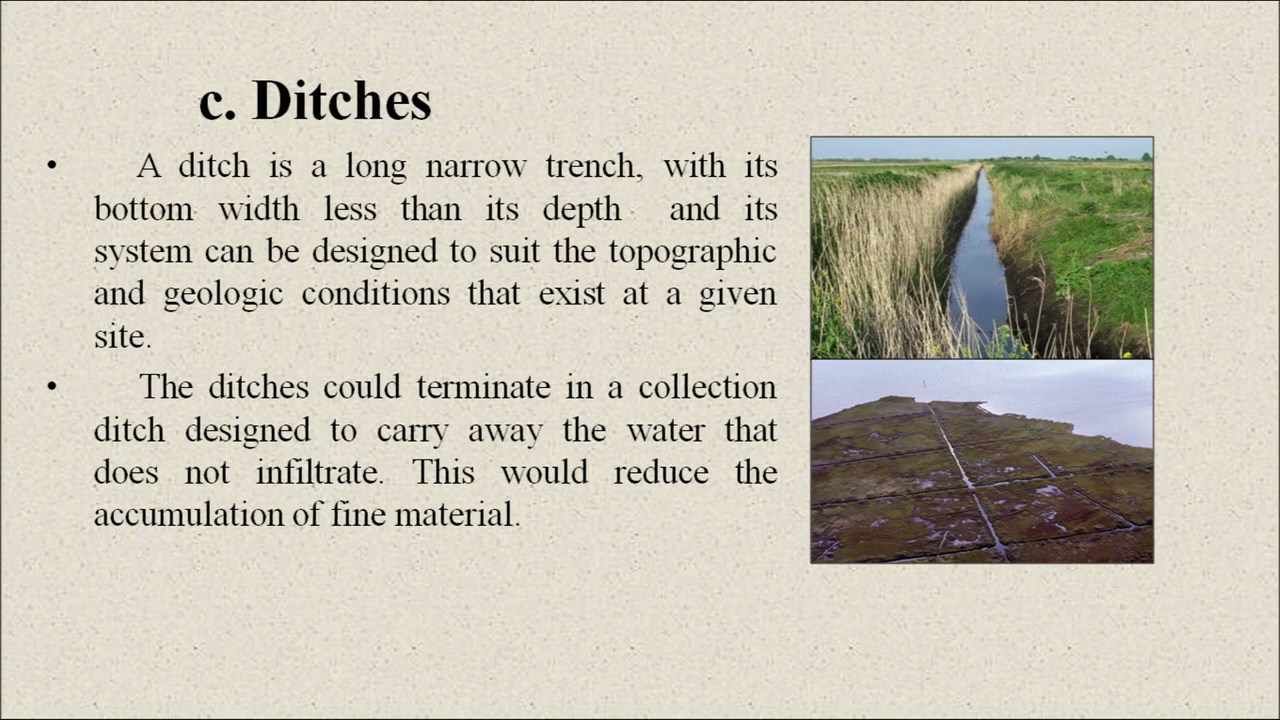 c. Ditches
• A ditch is a long narrow trench, with its
bottom width less than its depth and its
system can be designed to suit the topographic
and geologic conditions that exist at a given
site.
• The ditches could terminate in a collection
ditch designed to carry away the water that
does not infiltrate. This would reduce the
accumulation of fine material.